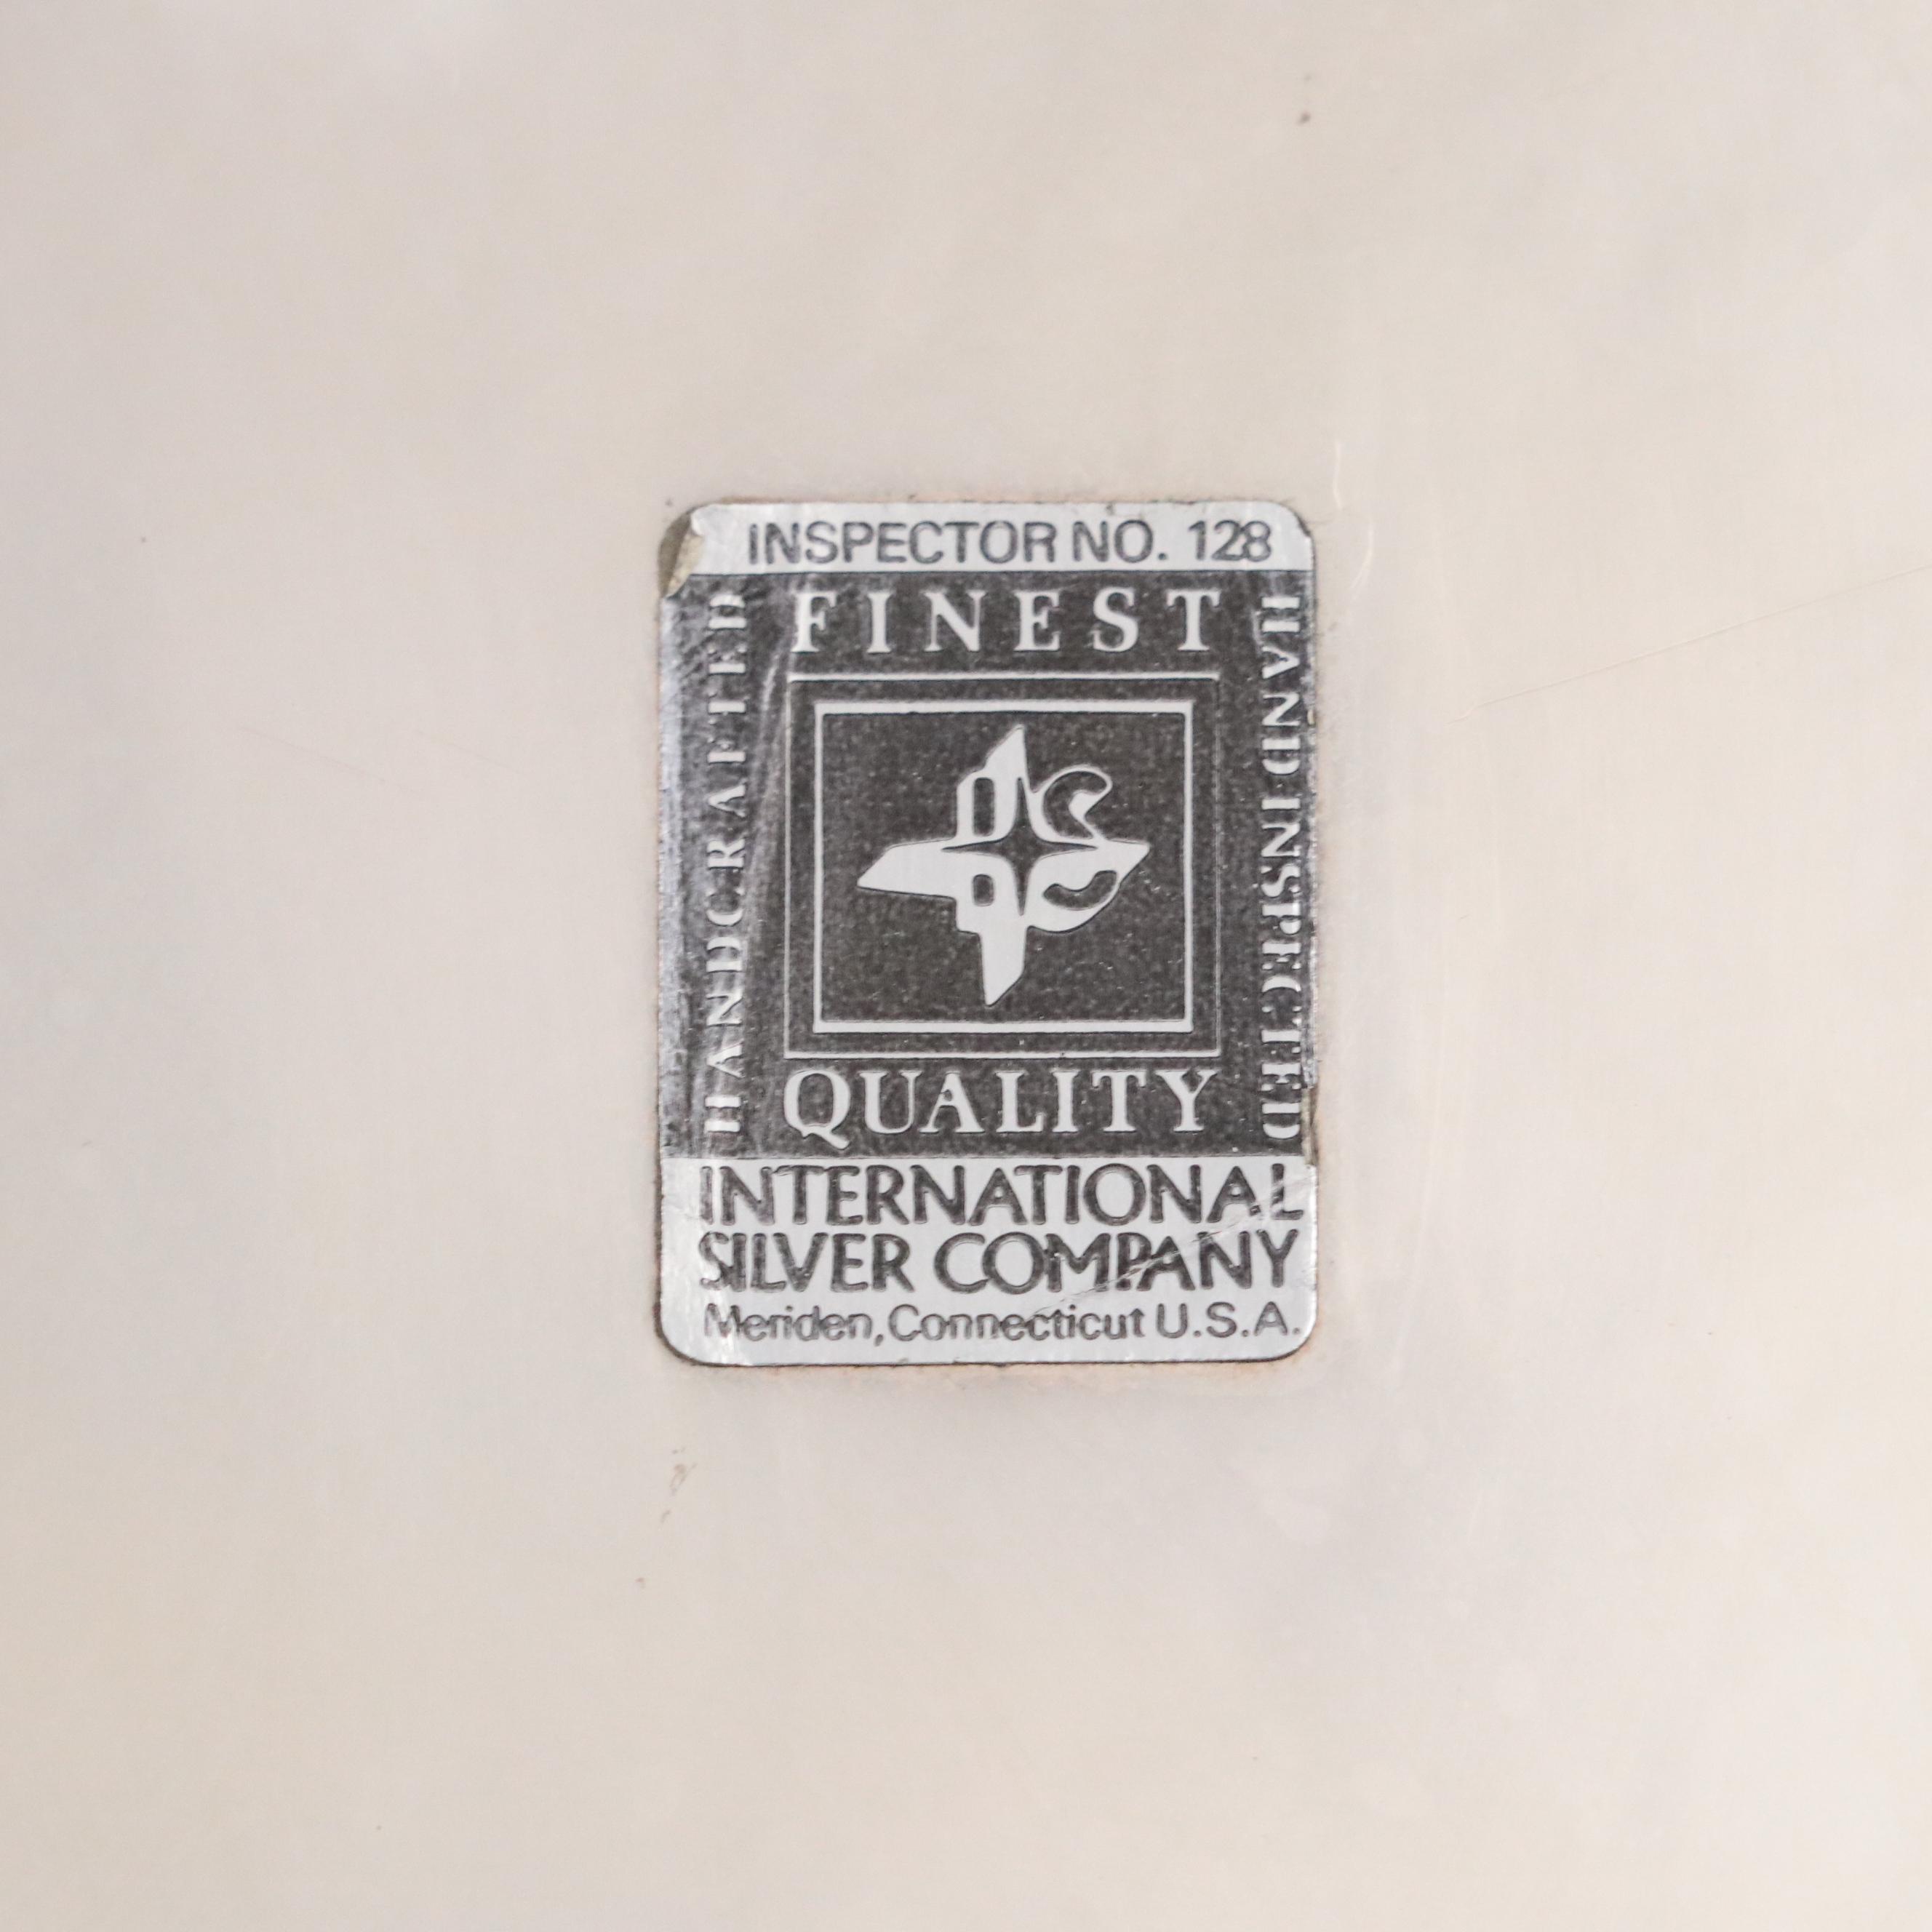 INSPECTOR NO. 128
FINEST
HANDCRAFTED
HAND INSPECTED
QUALITY
INTERNATIONAL
SILVER COMPANY
Meriden, Connecticut U.S.A.